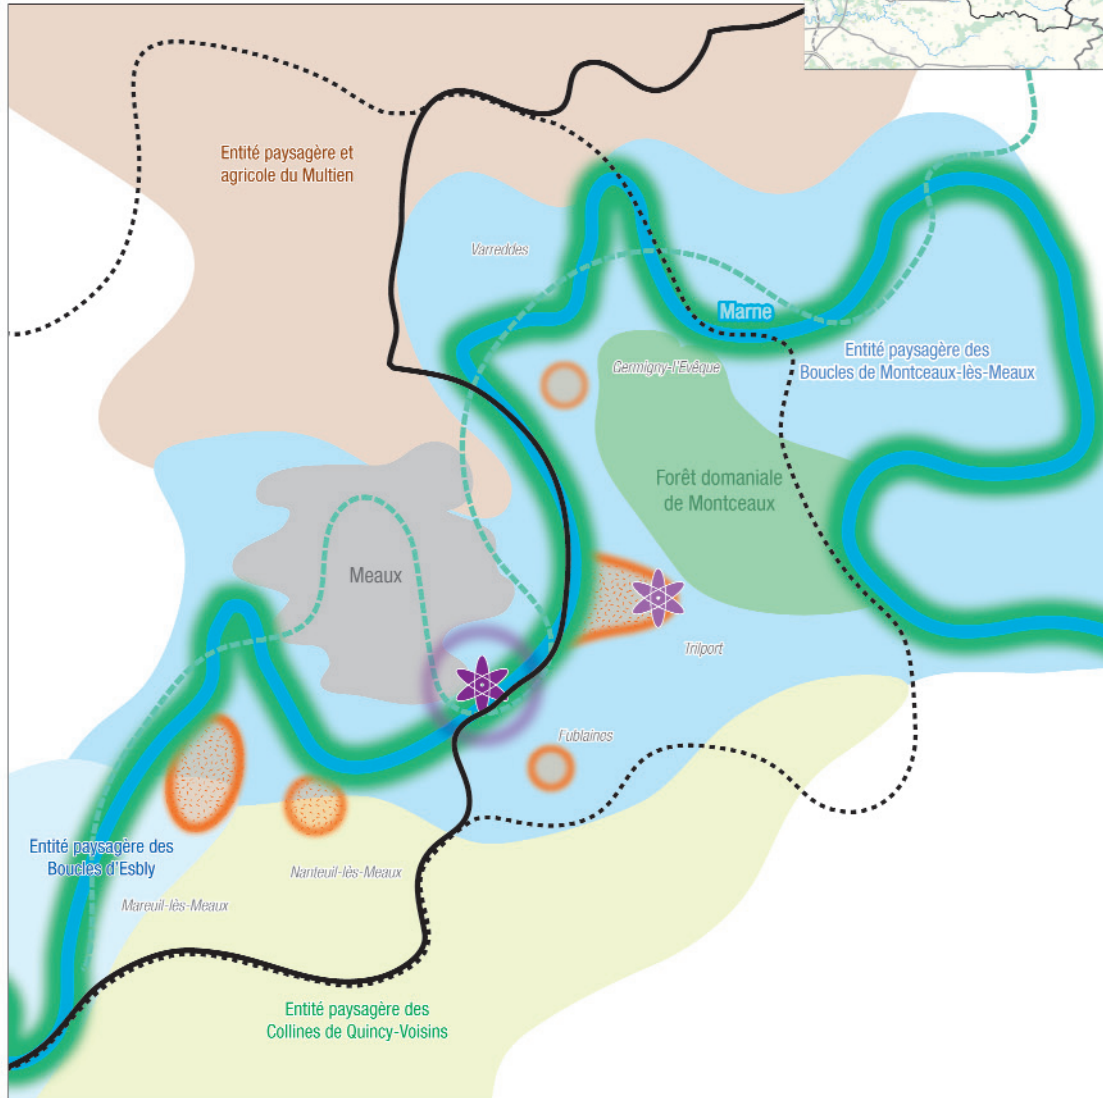 Entité paysagère et
agricole du Multien
Varreddes
Marne
Germigny-l'Evêque
Entité paysagère des
Boucles de Montceaux-lès-Meaux
Forêt domaniale
de Montceaux
Meaux
Trilport
Fublaines
Entité paysagère des
Boucles d'Esbly
Nanteuil-lès-Meaux
Mareuil-lès-Meaux
Entité paysagère des
Collines de Quincy-Voisins